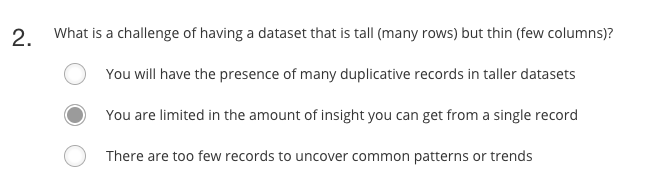 2. What is a challenge of having a dataset that is tall (many rows) but thin (few columns)?
You will have the presence of many duplicative records in taller datasets
You are limited in the amount of insight you can get from a single record
There are too few records to uncover common patterns or trends